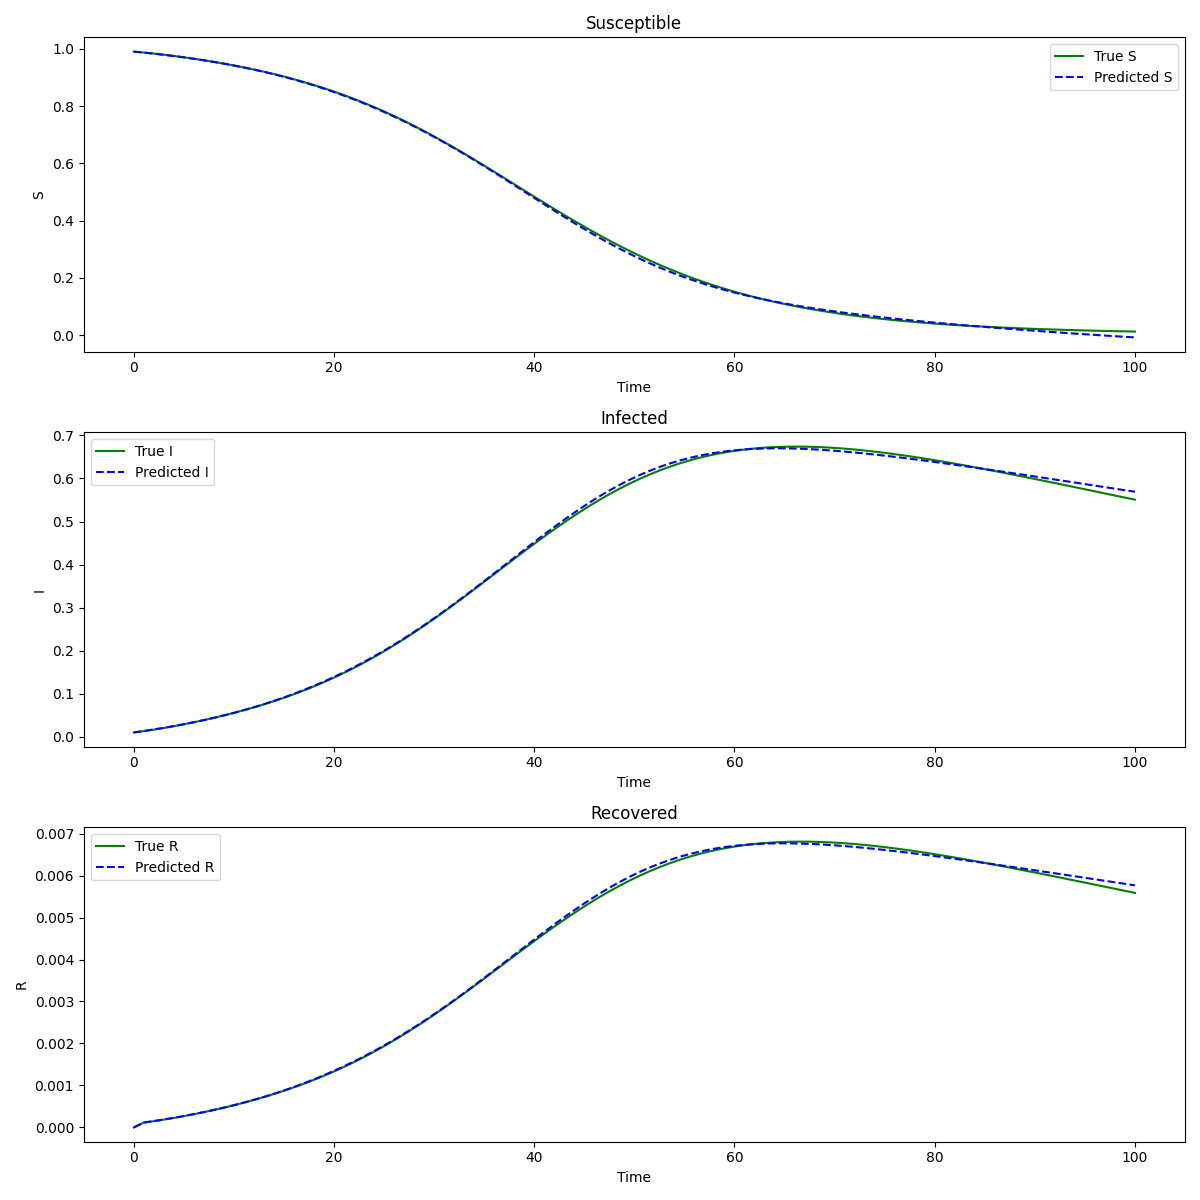 Susceptible
True S
Predicted S
1.0
0.8
0.6
0.4
0.2
0.0
S
0 20 40 60 80 100
Time
Infected
True I
Predicted I
0.7
0.6
0.5
0.4
0.3
0.2
0.1
0.0
I
0 20 40 60 80 100
Time
Recovered
True R
Predicted R
0.007
0.006
0.005
0.004
0.003
0.002
0.001
0.000
R
0 20 40 60 80 100
Time